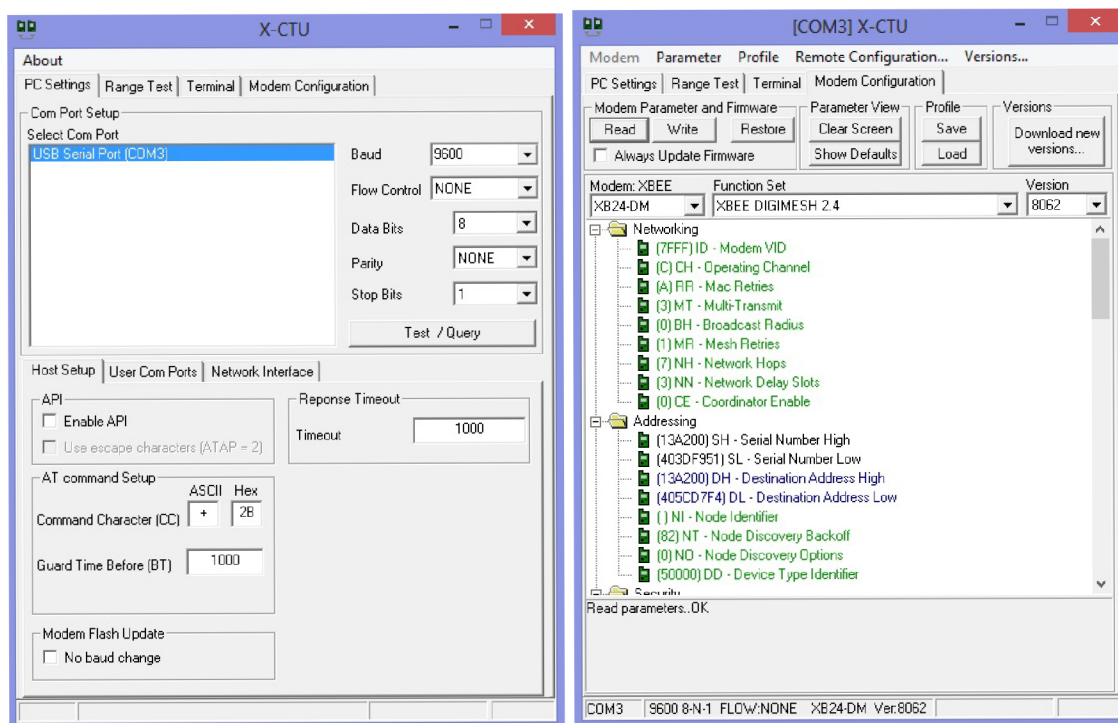 X-CTU
About
PC Settings Range Test Terminal Modem Configuration
Com Port Setup
Select Com Port
USB Serial Port (COM3)
Baud 9600
Flow Control NONE
Data Bits 8
Parity NONE
Stop Bits 1
Test / Query
Host Setup User Com Ports Network Interface
API
Enable API
Use escape characters (ATAP = 2)
Reponse Timeout
Timeout 1000
AT command Setup
ASCII Hex
Command Character (CC) + 2B
Guard Time Before (BT) 1000
Modem Flash Update
No baud change
[COM3] X-CTU
Modem Parameter Profile Remote Configuration... Versions...
PC Settings Range Test Terminal Modem Configuration
Modem Parameter and Firmware Parameter View Profile Versions
Read Write Restore Clear Screen Save Download new
versions...
Always Update Firmware Show Defaults Load
Modem: XBEE Function Set Version
XB24-DM XBEE DIGIMESH 2.4 8062
Networking
(7FFF) ID - Modem VID
(C) CH - Operating Channel
(A) RR - Mac Retries
(3) MT - Multi-Transmit
(0) BH - Broadcast Radius
(1) MR - Mesh Retries
(7) NH - Network Hops
(3) NN - Network Delay Slots
(0) CE - Coordinator Enable
Addressing
(13A200) SH - Serial Number High
(403DF951) SL - Serial Number Low
(13A200) DH - Destination Address High
(405CD7F4) DL - Destination Address Low
( ) NI - Node Identifier
(82) NT - Node Discovery Backoff
(0) NO - Node Discovery Options
(50000) DD - Device Type Identifier
Security
Read parameters..OK
COM3 9600 8-N-1 FLOW:NONE XB24-DM Ver:8062